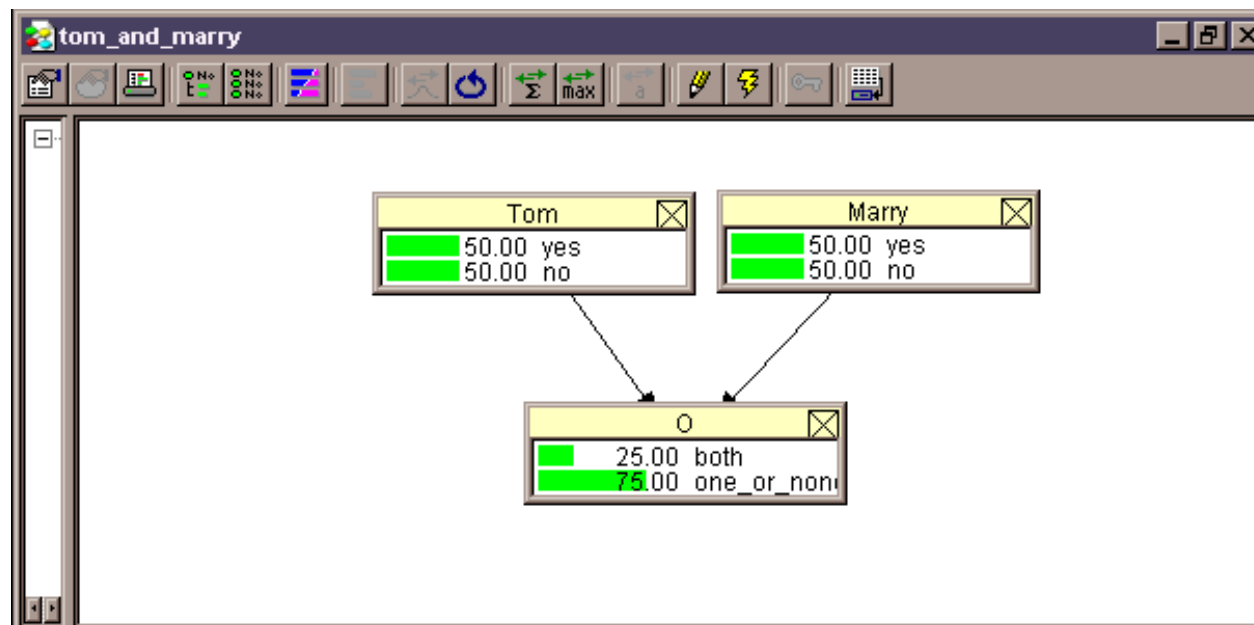 tom_and_marry
Σ max a
Tom
50.00 yes
50.00 no
Marry
50.00 yes
50.00 no
O
25.00 both
75.00 one_or_non